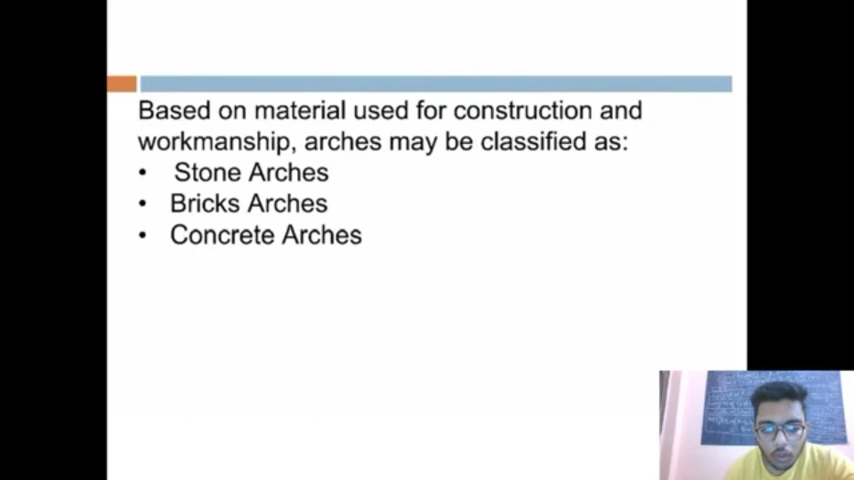 Based on material used for construction and
workmanship, arches may be classified as:
• Stone Arches
• Bricks Arches
• Concrete Arches